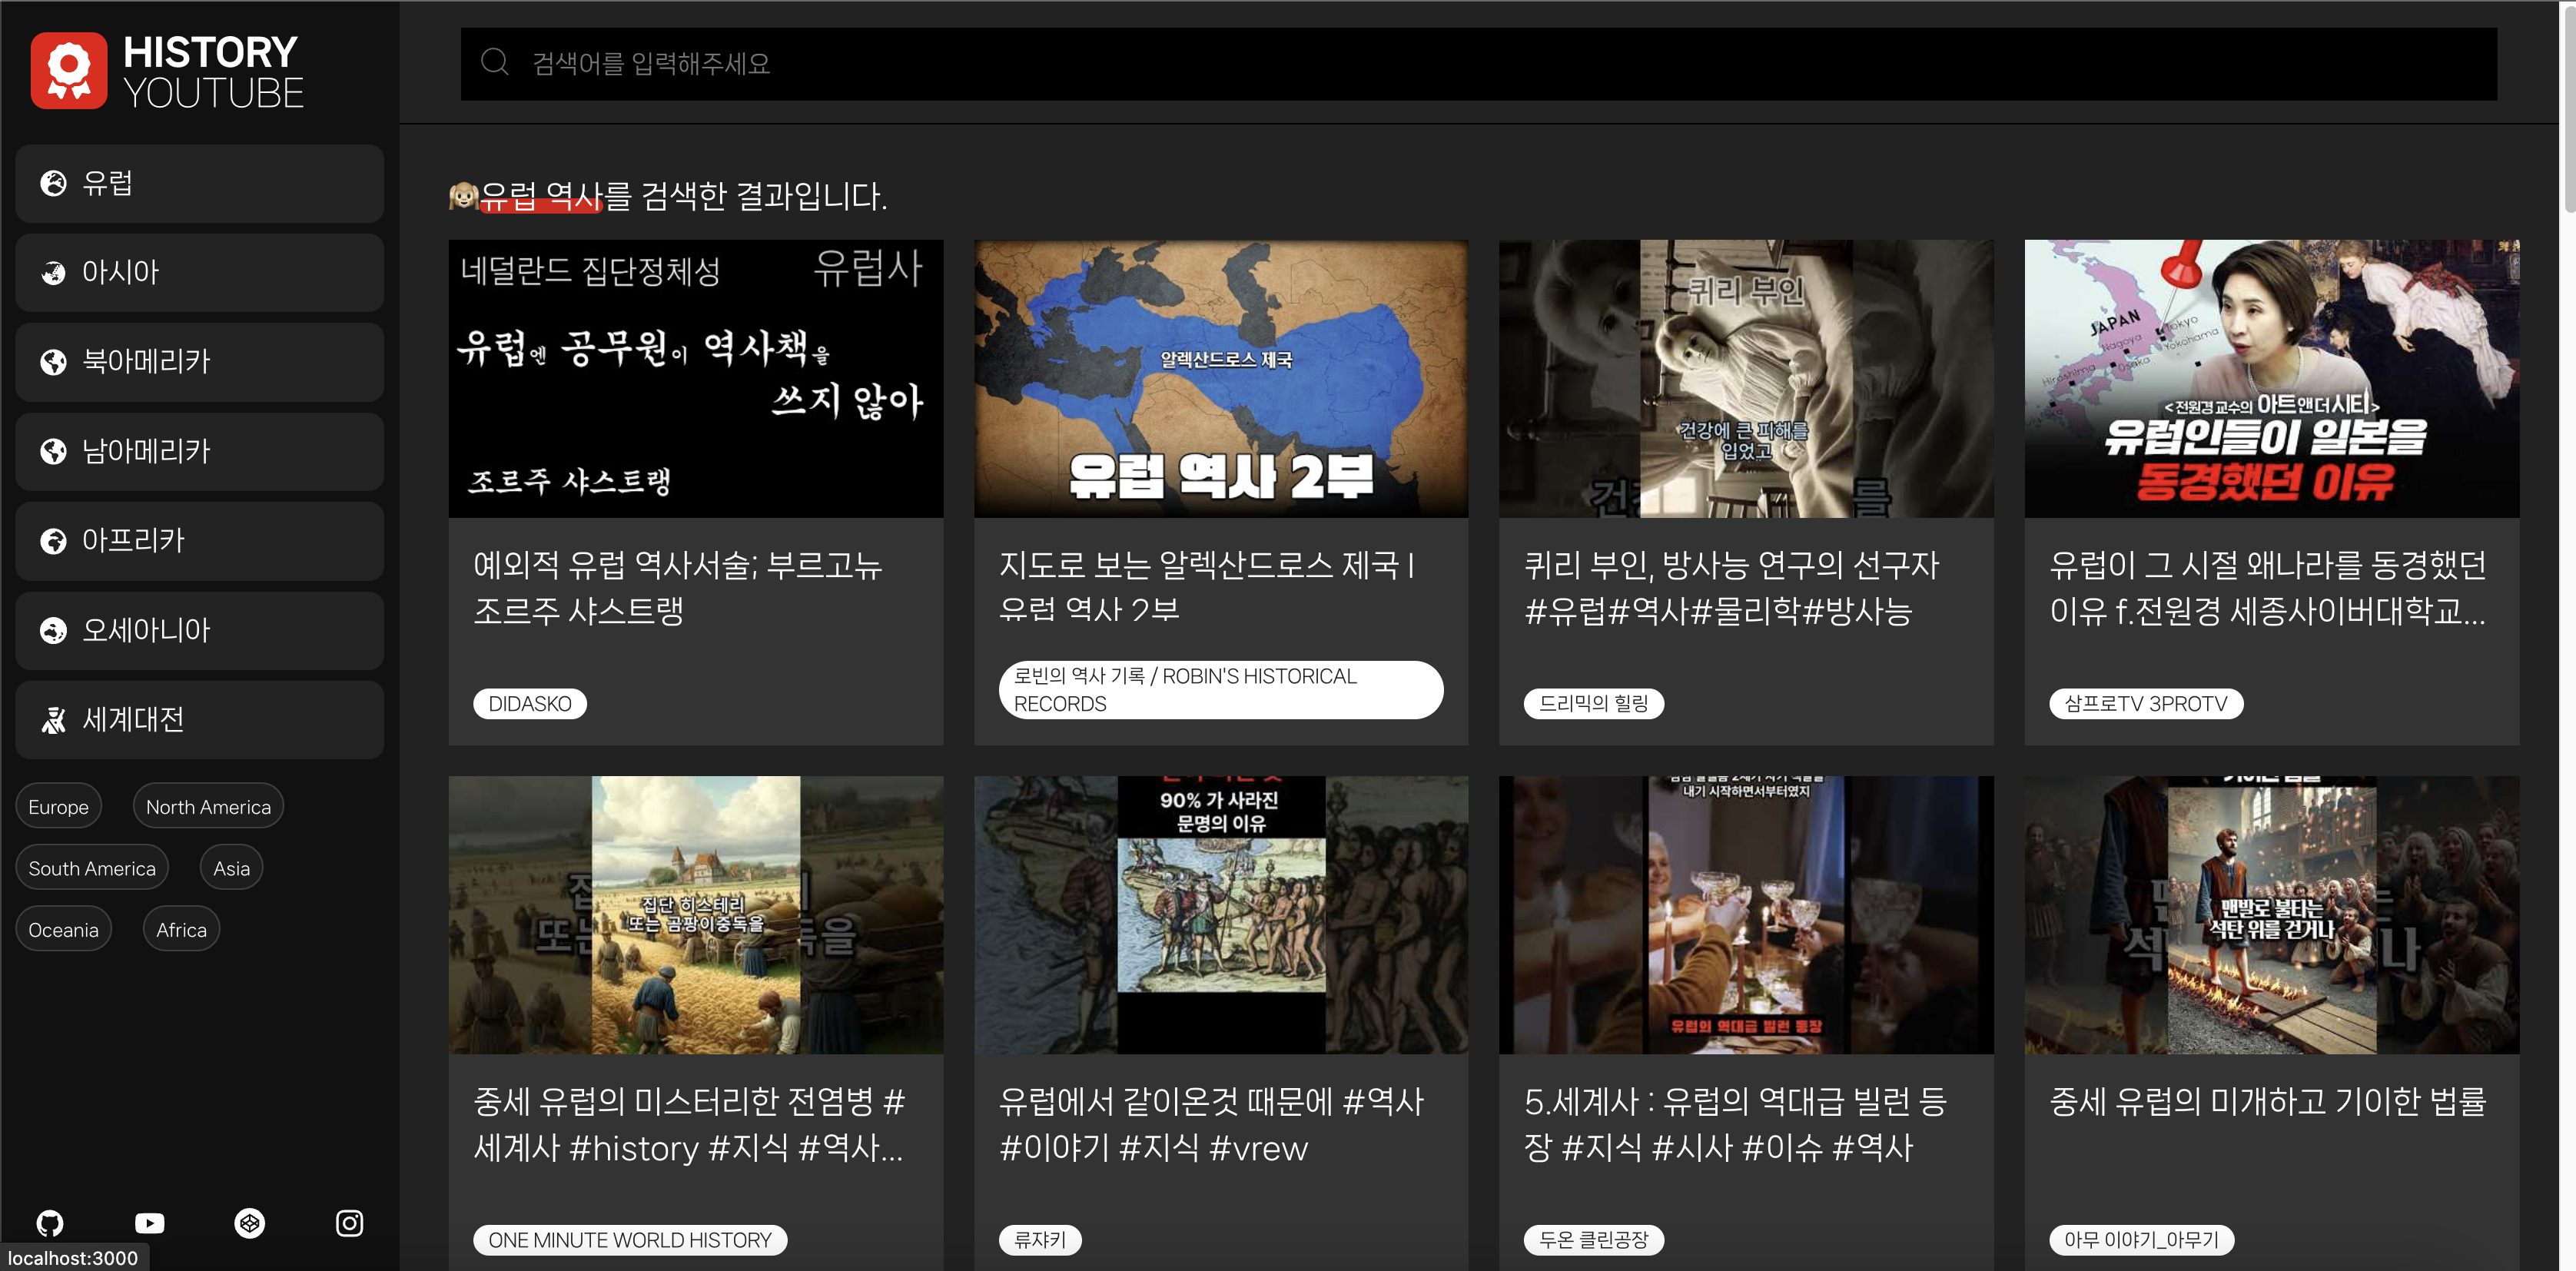 HISTORY
YOUTUBE
검색어를 입력해주세요
유럽
아시아
북아메리카
남아메리카
아프리카
오세아니아
세계대전
Europe
North America
South America
Asia
Oceania
Africa
localhost:3000
유럽 역사를 검색한 결과입니다.
네덜란드 집단정체성
유럽사
유럽엔 공무원이 역사책을
쓰지 않아
조르주 샤스트랭
예외적 유럽 역사서술; 부르고뉴
조르주 샤스트랭
DIDASKO
알렉산드로스 제국
유럽 역사 2부
지도로 보는 알렉산드로스 제국 l
유럽 역사 2부
로빈의 역사 기록 / ROBIN'S HISTORICAL
RECORDS
퀴리 부인
건강에 큰 피해를
입었고
퀴리 부인, 방사능 연구의 선구자
#유럽#역사#물리학#방사능
드리믹의 힐링
JAPAN
Tokyo
Nagoya
Yokohama
Osaka
Hiroshima
<전원경 교수의 아트앤더시티>
유럽인들이 일본을
동경했던 이유
유럽이 그 시절 왜나라를 동경했던
이유 f.전원경 세종사이버대학교...
삼프로TV 3PROTV
집단 히스테리
또는 곰팡이중독을
중세 유럽의 미스터리한 전염병 #
세계사 #history #지식 #역사...
ONE MINUTE WORLD HISTORY
90% 가 사라진
문명의 이유
유럽에서 같이온것 때문에 #역사
#이야기 #지식 #vrew
류쟈키
내기 시작하면서부터였지
유럽의 역대급 빌런 등장
5.세계사 : 유럽의 역대급 빌런 등
장 #지식 #시사 #이슈 #역사
두온 클린공장
맨발로 불타는
석탄 위를 걷거나
중세 유럽의 미개하고 기이한 법률
아무 이야기_아무기